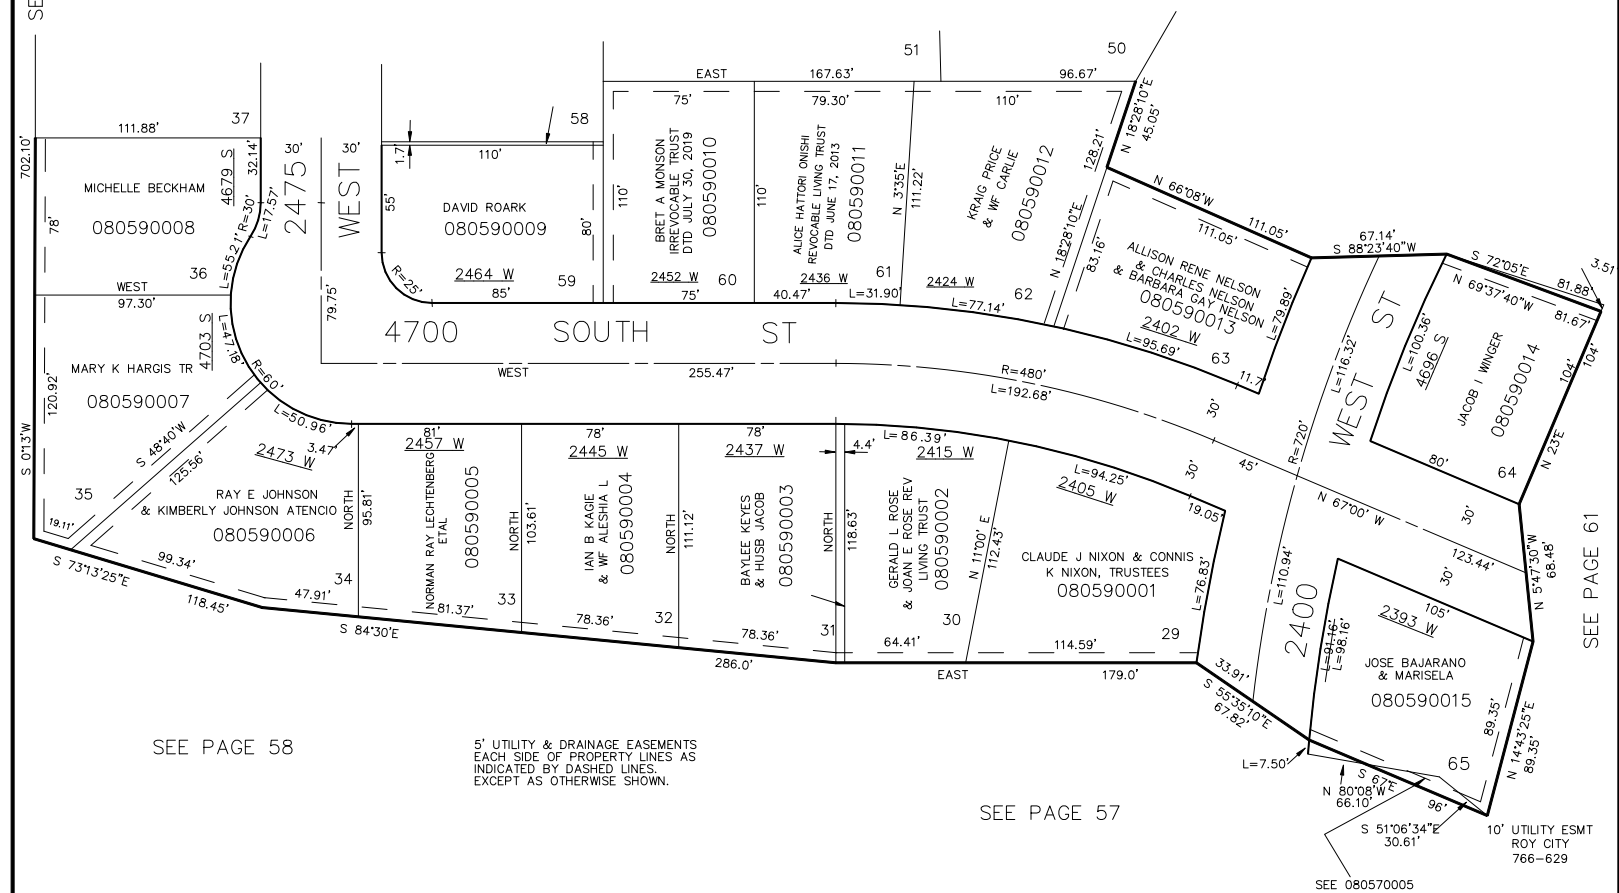 SE
702.10'
37
111.88'
32.14'
4679 S
MICHELLE BECKHAM
080590008
78'
R=30'
L=17.57'
L=55.21'
36
WEST
97.30'
L=47.18'
4703 S
MARY K HARGIS TR
080590007
120.92'
R=60'
L=50.96'
3.47'
S 0°13'W
S 48°40'W
125.56'
35
19.11'
2473 W
RAY E JOHNSON
& KIMBERLY JOHNSON ATENCIO
080590006
NORTH
95.81'
99.34'
34
47.91'
S 73°13'25"E
118.45'
30'
30'
2475
WEST
79.75'
58
1.7'
110'
55'
DAVID ROARK
080590009
80'
2464 W
59
R=25'
85'
4700 SOUTH ST
WEST
255.47'
51
50
EAST
167.63'
96.67'
75'
BRET A MONSON
IRREVOCABLE TRUST
DTD JULY 30, 2019
080590010
110'
2452 W
60
75'
79.30'
ALICE HATTORI ONISHI
REVOCABLE LIVING TRUST
DTD JUNE 17, 2013
080590011
110'
N 3°35'E
111.22'
2436 W
61
40.47'
L=31.90'
110'
KRAIG PRICE
& WF CARLIE
080590012
128.21'
N 18°28'10"E
45.05'
2424 W
62
L=77.14'
N 18°28'10"E
83.16'
N 66°08'W
111.05'
111.05'
ALLISON RENE NELSON
& CHARLES NELSON
& BARBARA GAY NELSON
080590013
2402 W
L=79.89'
L=95.69'
63
11.7'
R=480'
L=192.68'
30'
30'
67.14'
S 88°23'40"W
S 72°05'E
81.88'
3.51'
N 69°37'40"W
81.67'
L=116.32'
WEST ST
L=100.36'
4696 S
JACOB I WINGER
080590014
104'
104'
N 23°E
80'
64
R=720'
45'
N 67°00' W
123.44'
30'
30'
81'
2457 W
NORMAN RAY LECHTENBERG
ETAL
080590005
NORTH
103.61'
33
81.37'
78'
2445 W
IAN B KAGIE
& WF ALESHIA L
080590004
NORTH
111.12'
32
78.36'
78'
2437 W
BAYLEE KEYES
& HUSB JACOB
080590003
NORTH
118.63'
31
78.36'
S 84°30'E
286.0'
4.4'
L=86.39'
2415 W
GERALD L ROSE
& JOAN E ROSE REV
LIVING TRUST
080590002
N 11°00' E
112.43'
30
64.41'
L=94.25'
2405 W
19.05'
CLAUDE J NIXON & CONNIS
K NIXON, TRUSTEES
080590001
L=76.83'
29
114.59'
EAST
179.0'
L=110.94'
2400
33.91'
S 55°35'10"E
67.82'
N 5°47'30"W
68.48'
SEE PAGE 61
L=91.16'
L=98.16'
105'
2393 W
JOSE BAJARANO
& MARISELA
080590015
89.35'
N 14°43'25"E
89.35'
65
L=7.50'
S 67°E
96'
N 80°08'W
66.10'
S 51°06'34"E
30.61'
10' UTILITY ESMT
ROY CITY
766-629
SEE 080570005
SEE PAGE 58
5' UTILITY & DRAINAGE EASEMENTS
EACH SIDE OF PROPERTY LINES AS
INDICATED BY DASHED LINES.
EXCEPT AS OTHERWISE SHOWN.
SEE PAGE 57